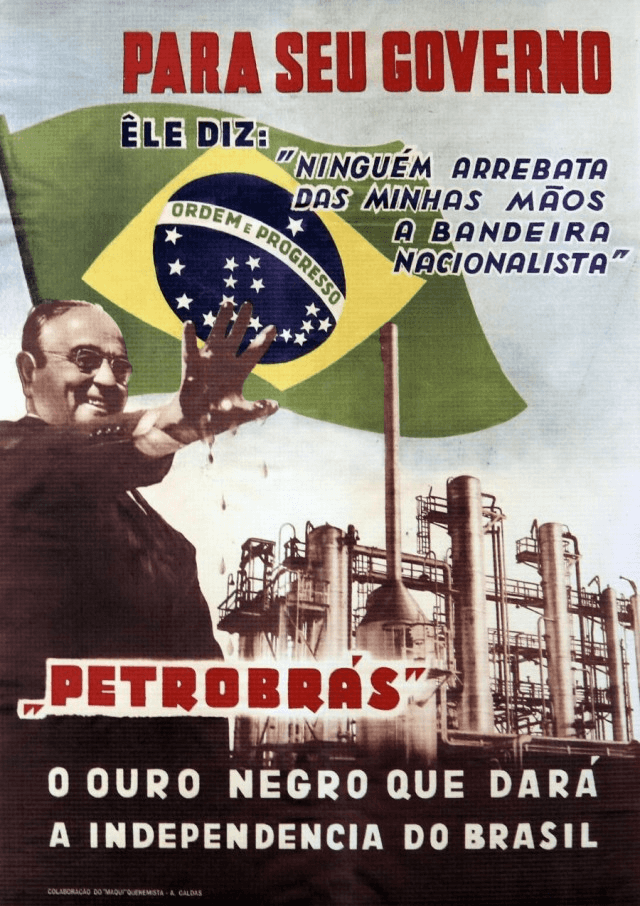 PARA SEU GOVERNO
ÊLE DIZ:
"NINGUÉM ARREBATA
DAS MINHAS MÃOS
A BANDEIRA
NACIONALISTA"
ORDEM E PROGRESSO
"PETROBRÁS"
O OURO NEGRO QUE DARÁ
A INDEPENDENCIA DO BRASIL
COLABORAÇÃO DO "MAQUI" QUEREMISTA - A. CALDAS